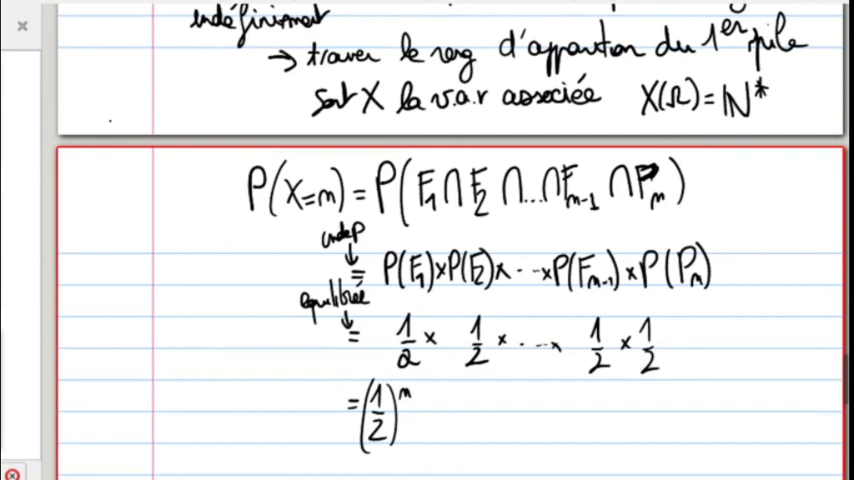 indéfiniment
→ trouver le rang d'apparition du 1er pile
soit X la v.a.r associée X(Ω) = ℕ*
P(X=n) = P(F₁ ∩ F₂ ∩ ... ∩ Fₙ₋₁ ∩ Pₙ)
indep
= P(F₁) × P(F₂) × ... × P(Fₙ₋₁) × P(Pₙ)
équilibrée
= 1/2 × 1/2 × ... × 1/2 × 1/2
= (1/2)ⁿ